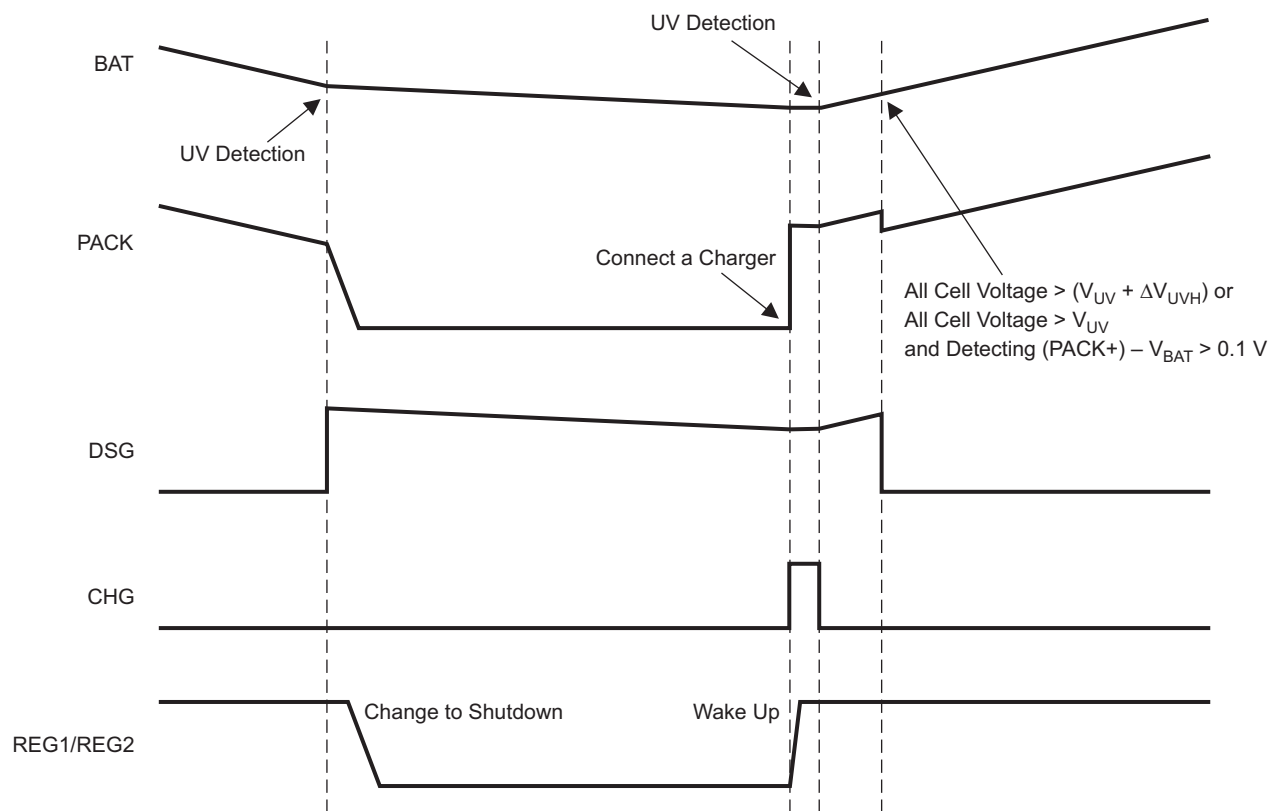 UV Detection
BAT
UV Detection
PACK
Connect a Charger
All Cell Voltage > (V_UV + ΔV_UVH) or
All Cell Voltage > V_UV
and Detecting (PACK+) – V_BAT > 0.1 V
DSG
CHG
Change to Shutdown
Wake Up
REG1/REG2